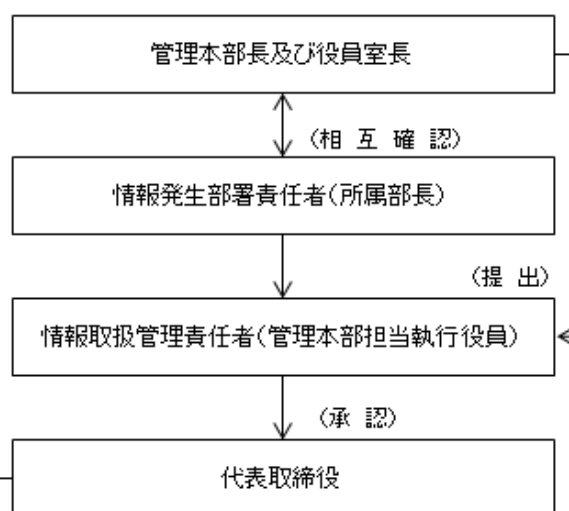 管理本部長及び役員室長
(相 互 確 認)
情報発生部署責任者(所属部長)
(提 出)
情報取扱管理責任者(管理本部担当執行役員)
(承 認)
代表取締役